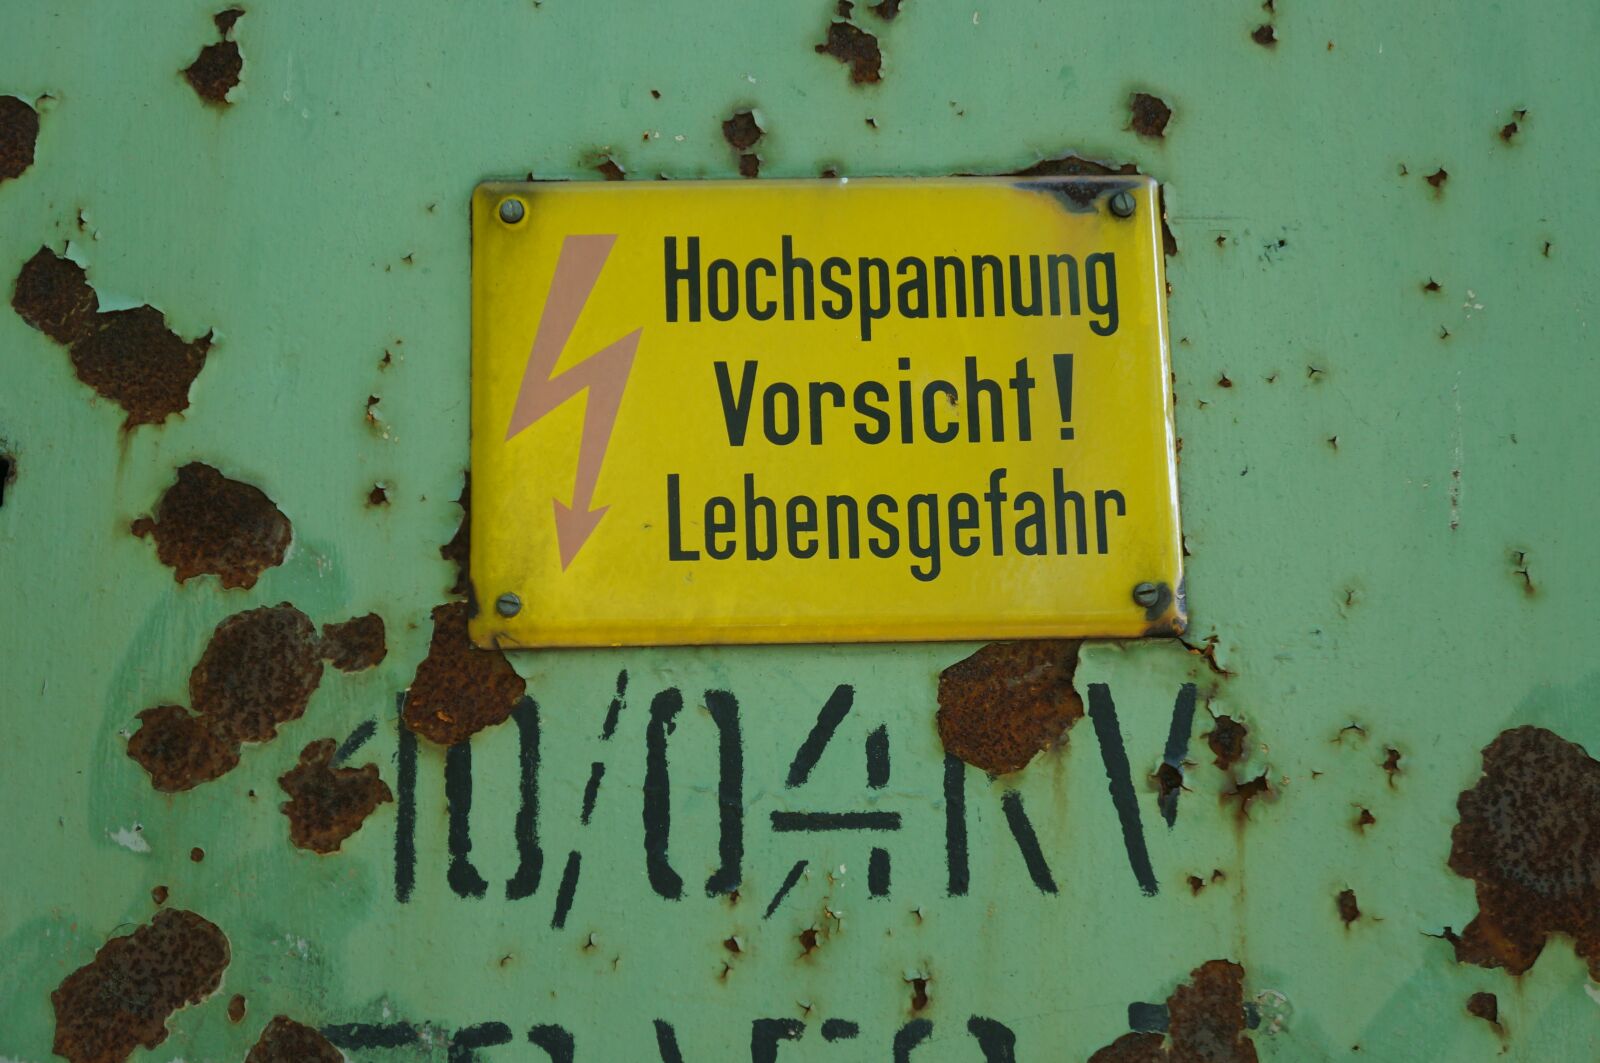 Hochspannung
Vorsicht!
Lebensgefahr
10/0,4 KV